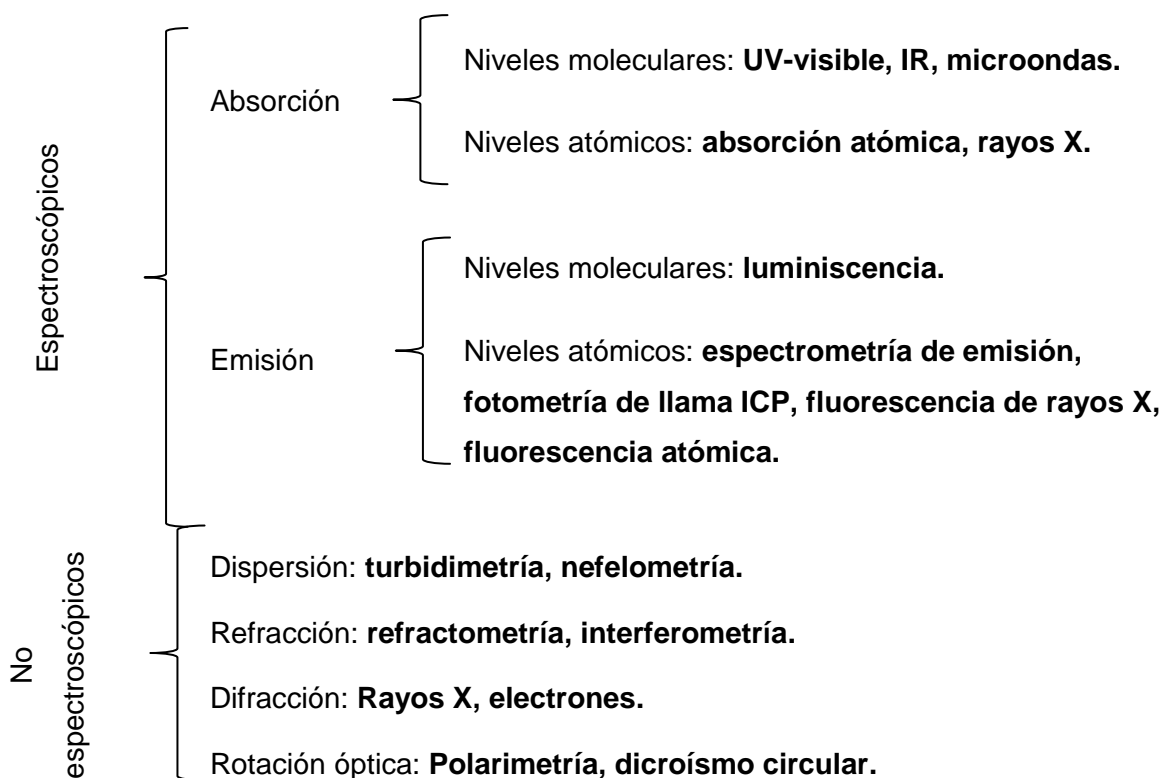 Espectroscópicos
Absorción
Niveles moleculares: UV-visible, IR, microondas.
Niveles atómicos: absorción atómica, rayos X.
Emisión
Niveles moleculares: luminiscencia.
Niveles atómicos: espectrometría de emisión,
fotometría de llama ICP, fluorescencia de rayos X,
fluorescencia atómica.
No
espectroscópicos
Dispersión: turbidimetría, nefelometría.
Refracción: refractometría, interferometría.
Difracción: Rayos X, electrones.
Rotación óptica: Polarimetría, dicroísmo circular.